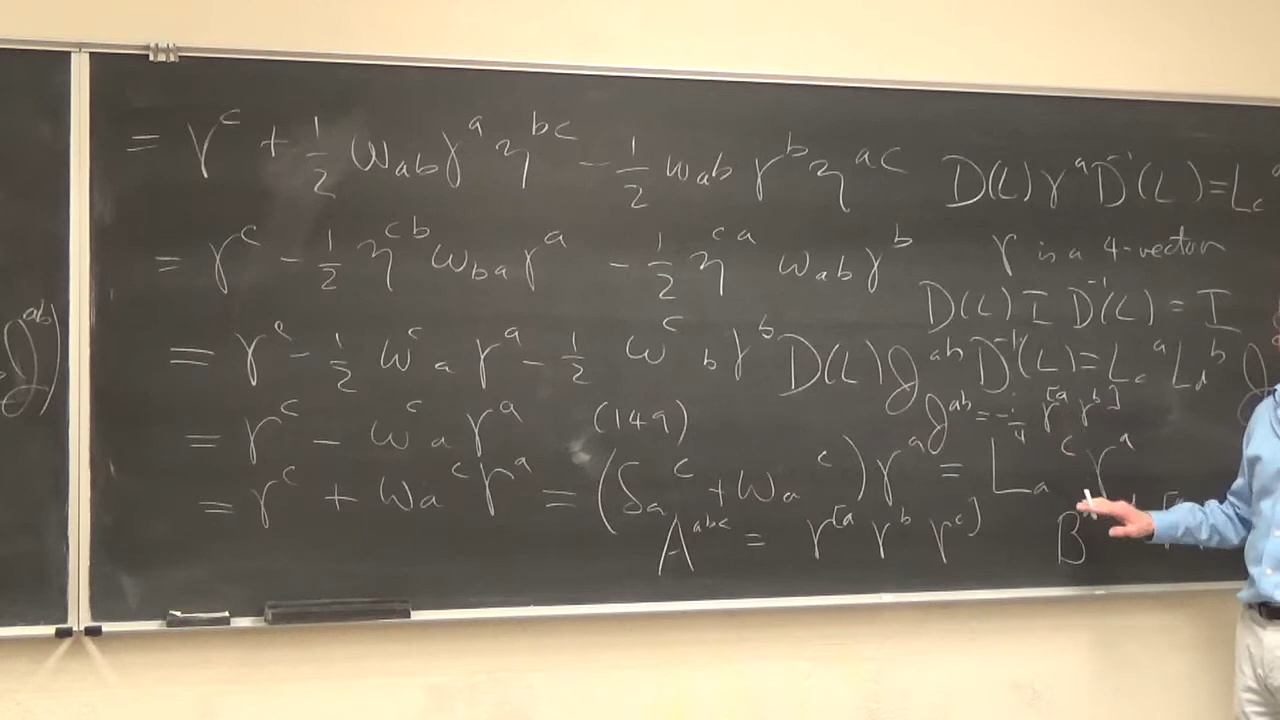 = γ^c + 1/2 ω_ab γ^a η^bc - 1/2 ω_ab γ^b η^ac
= γ^c - 1/2 η^cb ω_ba γ^a - 1/2 η^ca ω_ab γ^b
= γ^c - 1/2 ω^c_a γ^a - 1/2 ω^c_b γ^b
= γ^c - ω^c_a γ^a (149)
= γ^c + ω_a^c γ^a = (δ_a^c + ω_a^c) γ^a = L_a^c γ^a
A^abc = γ^[a γ^b γ^c]
B
D(L) γ^a D^-1(L) = L_c
γ is a 4-vector
D(L) I D^-1(L) = I
D(L) J^ab D^-1(L) = L_c^a L_d^b J
J^ab = -i/4 γ^[a γ^b]
J^ab)